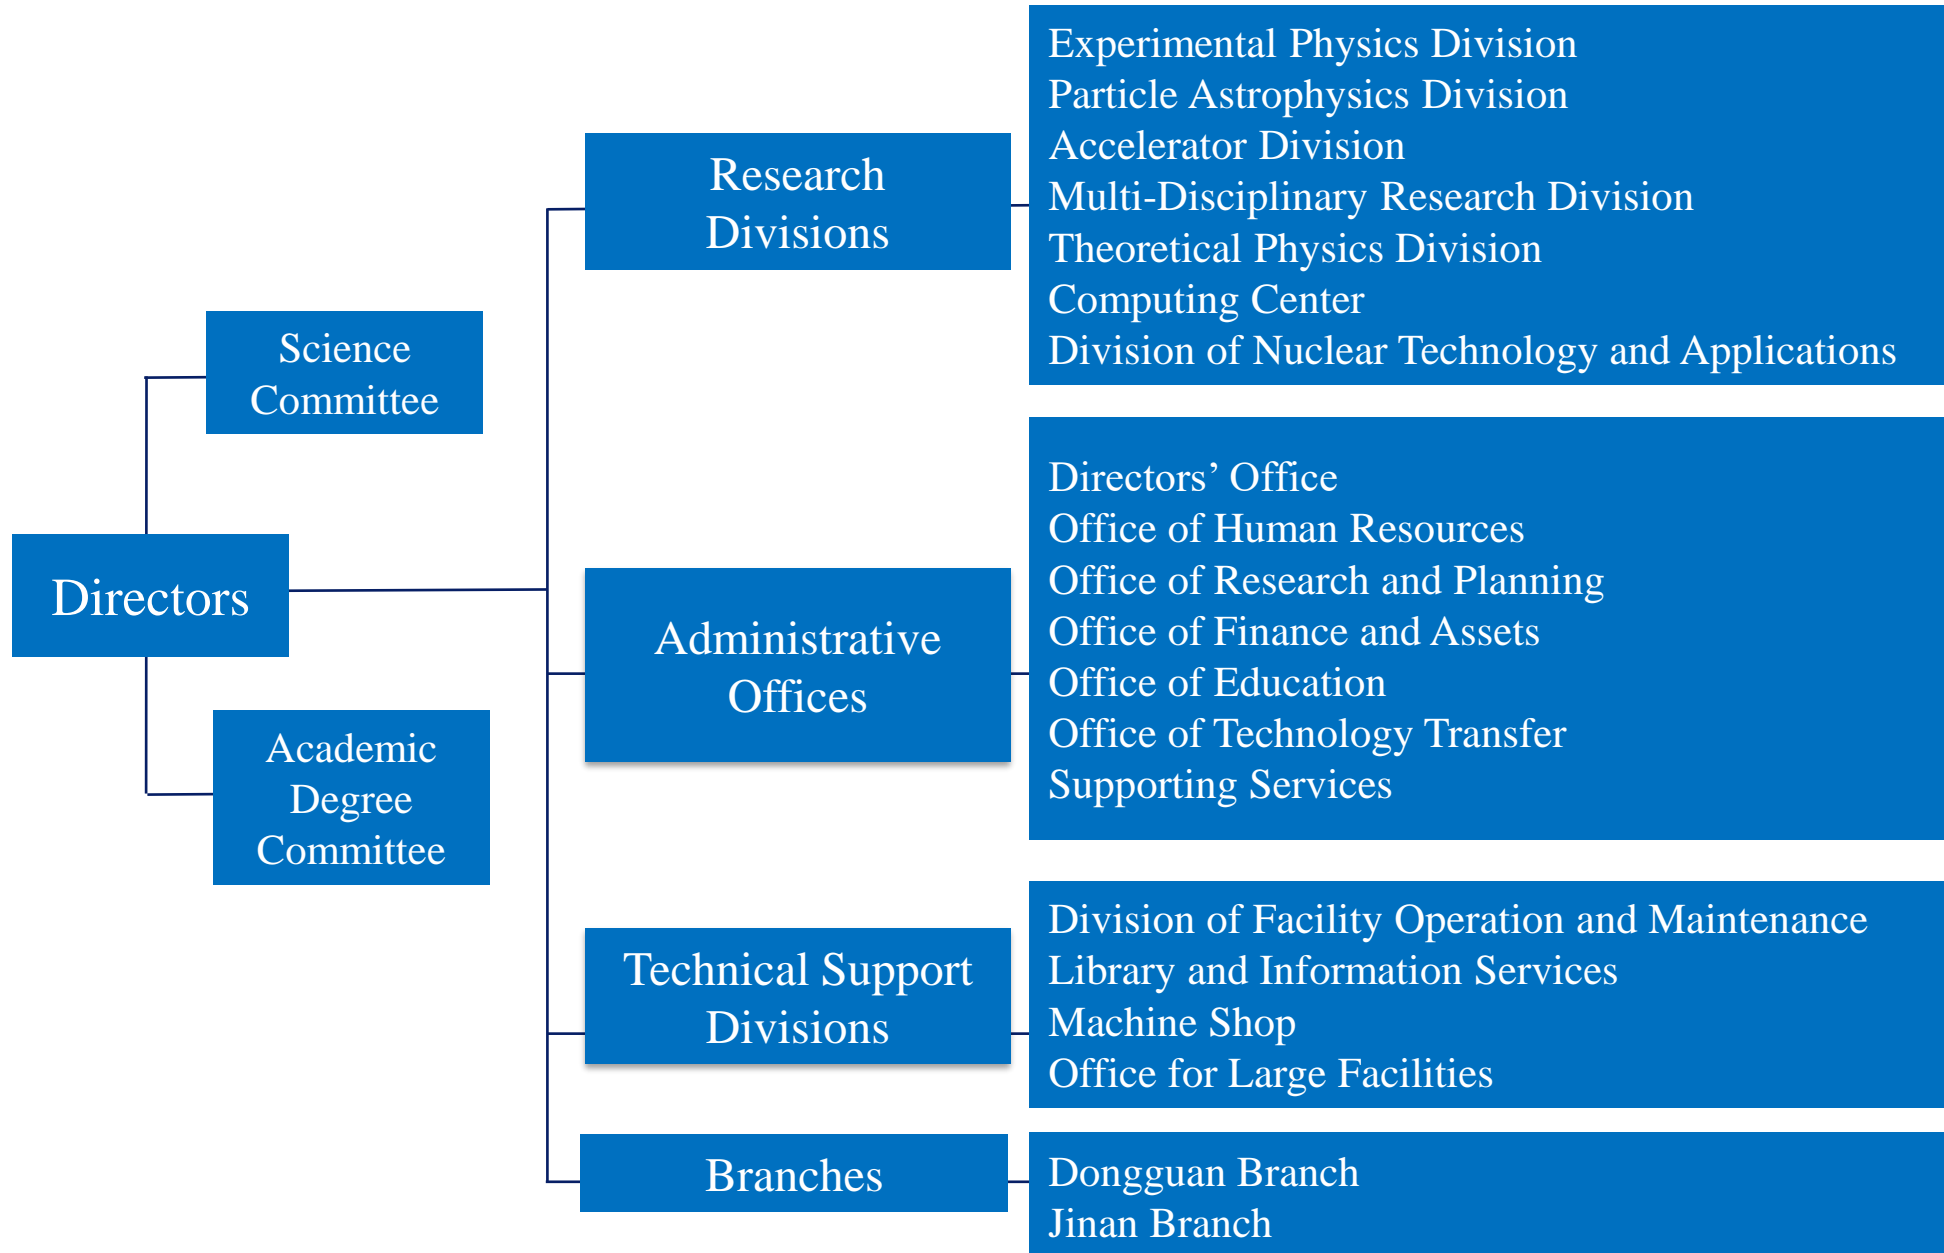 Directors
Science
Committee
Academic
Degree
Committee
Research
Divisions
Experimental Physics Division
Particle Astrophysics Division
Accelerator Division
Multi-Disciplinary Research Division
Theoretical Physics Division
Computing Center
Division of Nuclear Technology and Applications
Administrative
Offices
Directors’ Office
Office of Human Resources
Office of Research and Planning
Office of Finance and Assets
Office of Education
Office of Technology Transfer
Supporting Services
Technical Support
Divisions
Division of Facility Operation and Maintenance
Library and Information Services
Machine Shop
Office for Large Facilities
Branches
Dongguan Branch
Jinan Branch